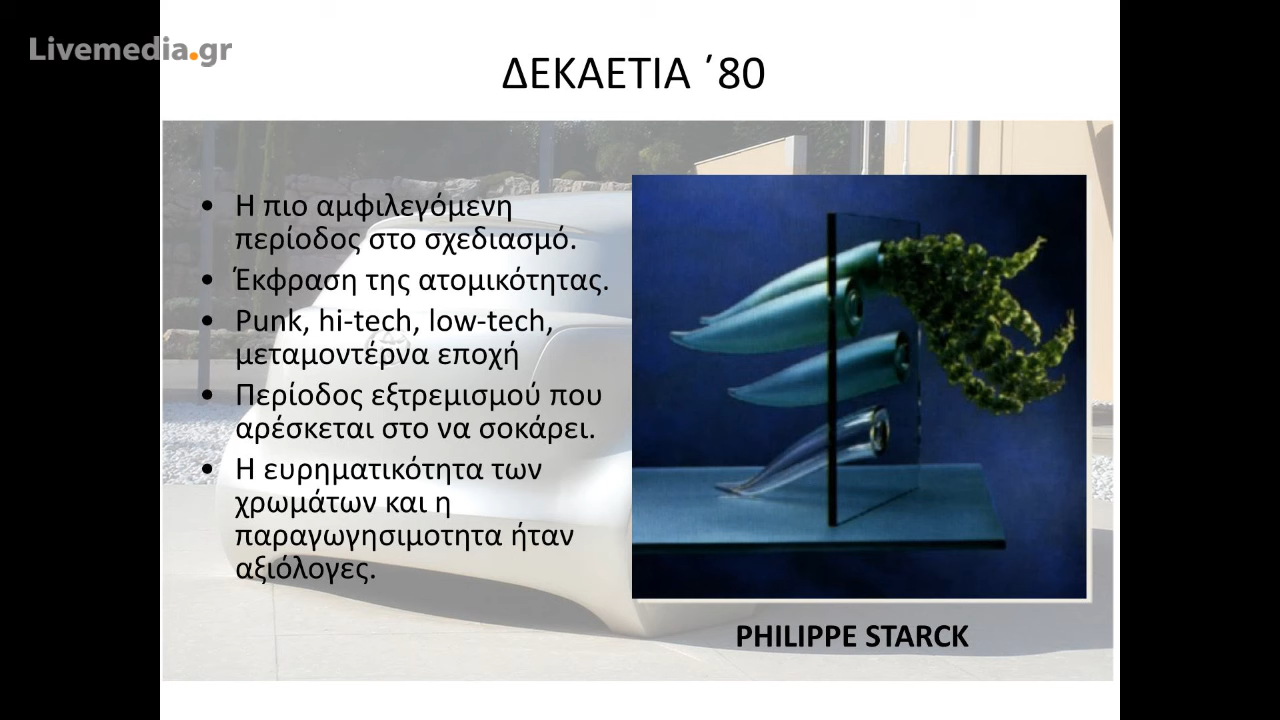 Livemedia.gr
ΔΕΚΑΕΤΙΑ ΄80
• Η πιο αμφιλεγόμενη
περίοδος στο σχεδιασμό.
• Έκφραση της ατομικότητας.
• Punk, hi-tech, low-tech,
μεταμοντέρνα εποχή
• Περίοδος εξτρεμισμού που
αρέσκεται στο να σοκάρει.
• Η ευρηματικότητα των
χρωμάτων και η
παραγωγησιμοτητα ήταν
αξιόλογες.
PHILIPPE STARCK